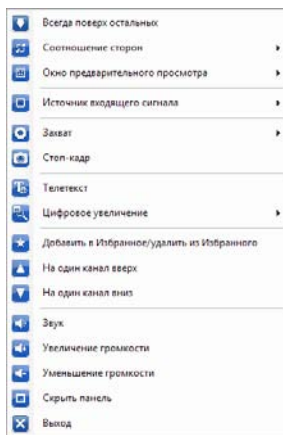 Всегда поверх остальных
Соотношение сторон
Окно предварительного просмотра
Источник входящего сигнала
Захват
Стоп-кадр
Телетекст
Цифровое увеличение
Добавить в Избранное/удалить из Избранного
На один канал вверх
На один канал вниз
Звук
Увеличение громкости
Уменьшение громкости
Скрыть панель
Выход